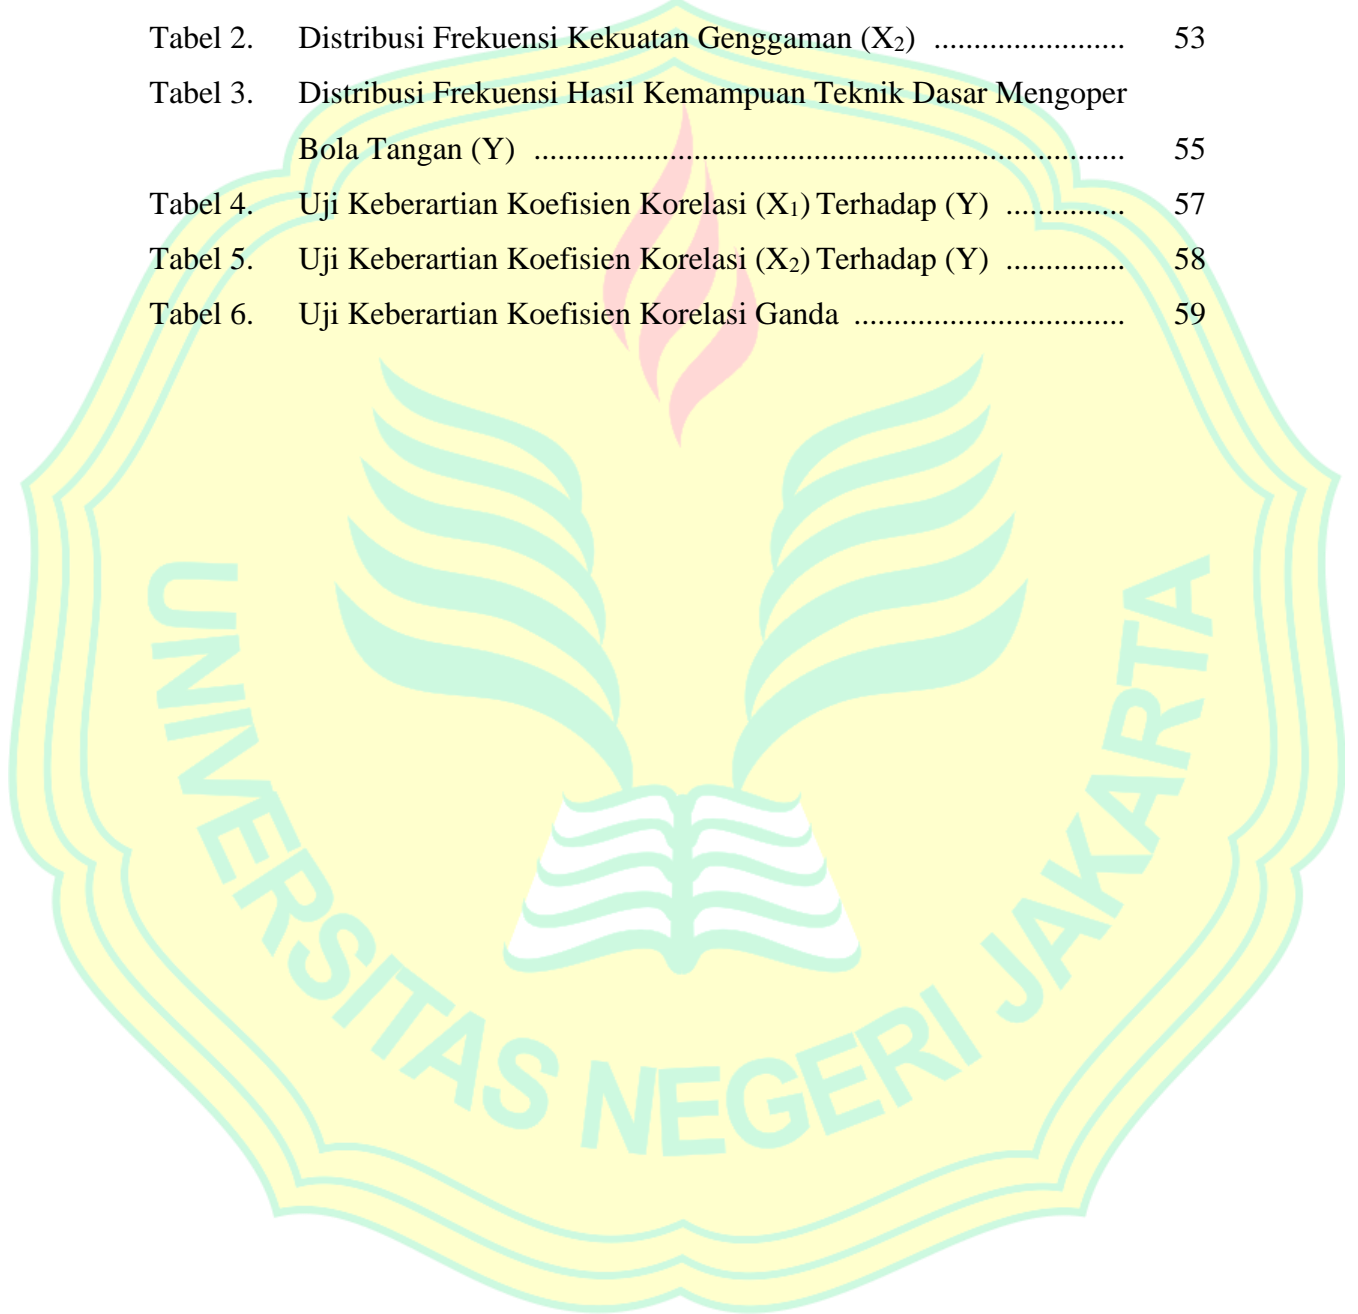 Tabel 2. Distribusi Frekuensi Kekuatan Genggaman (X₂) ........................ 53
Tabel 3. Distribusi Frekuensi Hasil Kemampuan Teknik Dasar Mengoper
Bola Tangan (Y) .......................................................................... 55
Tabel 4. Uji Keberartian Koefisien Korelasi (X₁) Terhadap (Y) ............... 57
Tabel 5. Uji Keberartian Koefisien Korelasi (X₂) Terhadap (Y) ............... 58
Tabel 6. Uji Keberartian Koefisien Korelasi Ganda .................................. 59
UNIVERSITAS NEGERI JAKARTA